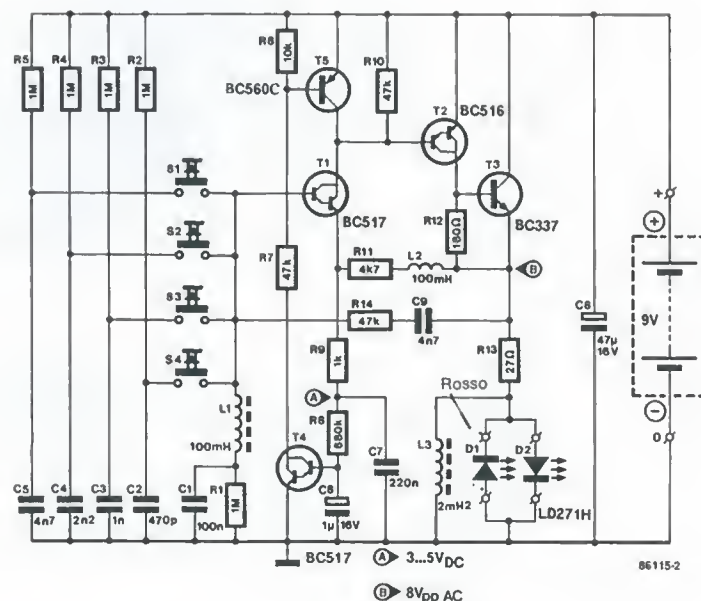 R5
1M
R4
1M
R3
1M
R2
1M
R8
10k
T5
BC560C
R10
47k
T2
BC516
S1
T1
BC517
T3
BC337
R12
180Ω
S2
R7
47k
R11
4k7
L2
100mH
B
S3
R14
47k
C9
4n7
S4
R9
1k
R13
27Ω
C8
47µ
16V
+
+
9V
−
0
A
Rosso
L1
100mH
T4
R6
680k
C7
220n
L3
2mH2
D1
D2
LD271H
C5
4n7
C4
2n2
C3
1n
C2
470p
C1
100n
R1
1M
C6
1µ
16V
BC517
A 3...5VDC
B 8Vpp AC
86115-2